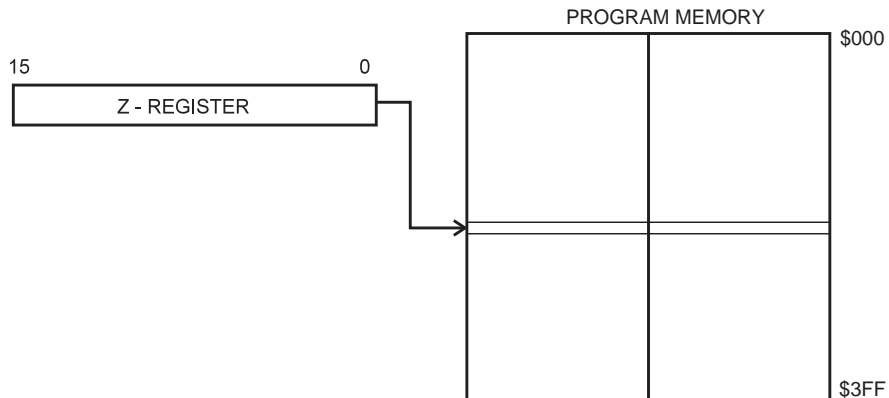 PROGRAM MEMORY
$000
15 0
Z - REGISTER
$3FF